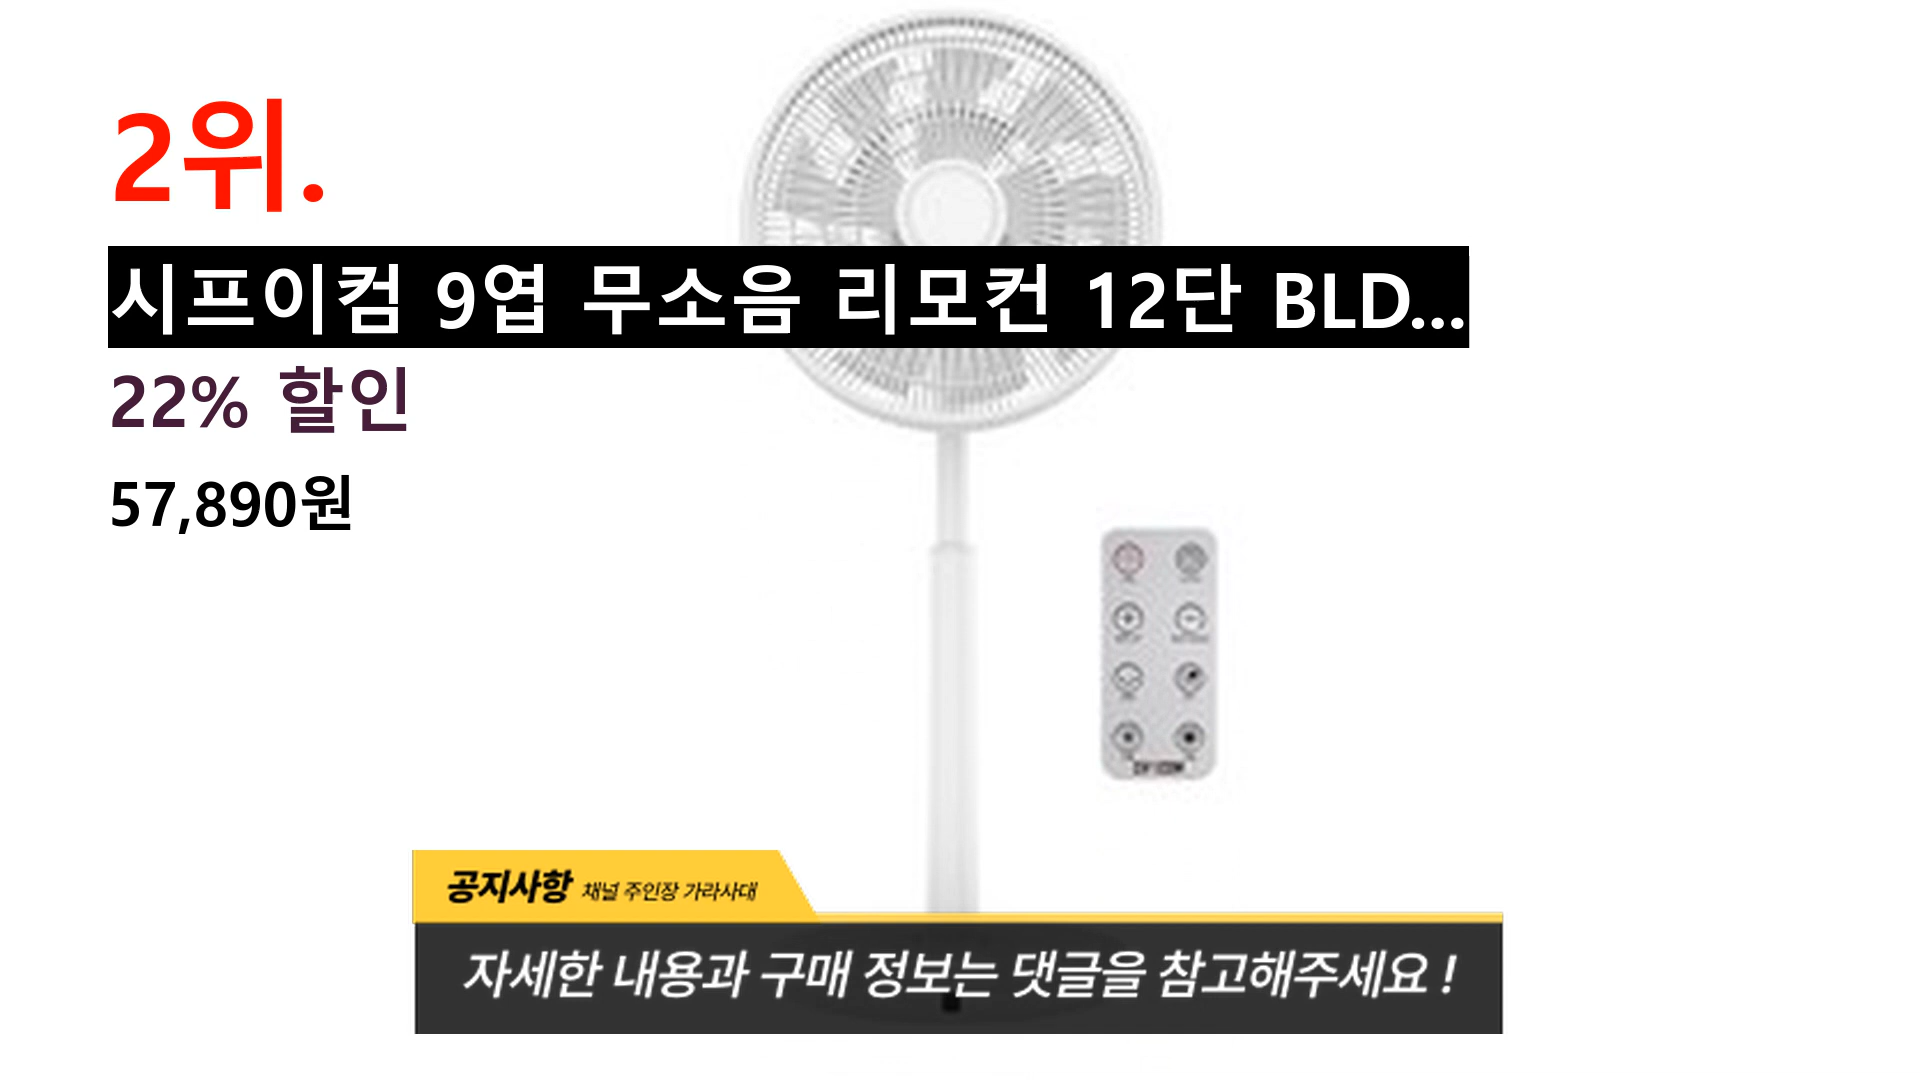 2위.
시프이컴 9엽 무소음 리모컨 12단 BLD...
22% 할인
57,890원
공지사항 채널 주인장 가라사대
자세한 내용과 구매 정보는 댓글을 참고해주세요 !